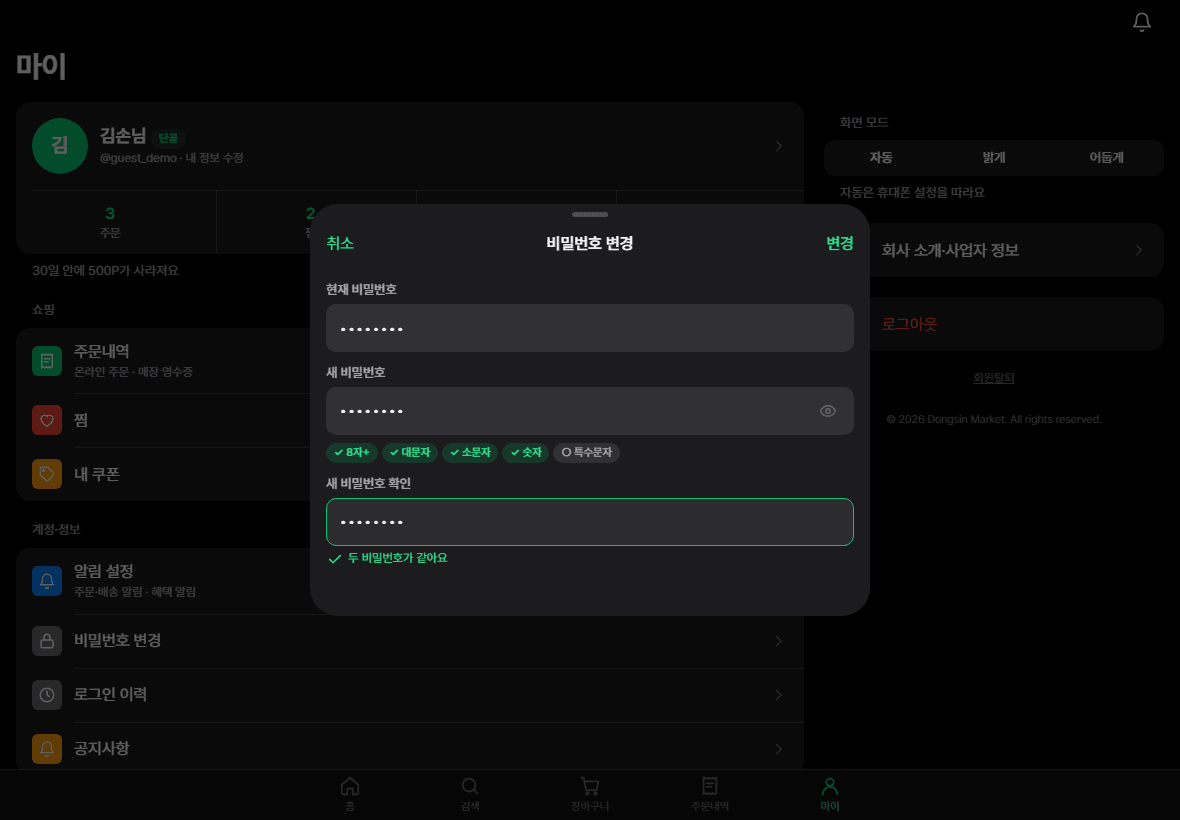 마이
김
김손님 단골
@guest_demo · 내 정보 수정
3
주문
2
30일 안에 500P가 사라져요
쇼핑
주문내역
온라인 주문 · 매장 영수증
찜
내 쿠폰
계정·정보
알림 설정
주문·배송 알림 · 혜택 알림
비밀번호 변경
로그인 이력
공지사항
화면 모드
자동 밝게 어둡게
자동은 휴대폰 설정을 따라요
회사 소개·사업자 정보
로그아웃
회원탈퇴
© 2026 Dongsin Market. All rights reserved.
취소 비밀번호 변경 변경
현재 비밀번호
••••••••
새 비밀번호
••••••••
8자+ 대문자 소문자 숫자 특수문자
새 비밀번호 확인
••••••••
두 비밀번호가 같아요
홈 검색 장바구니 주문내역 마이